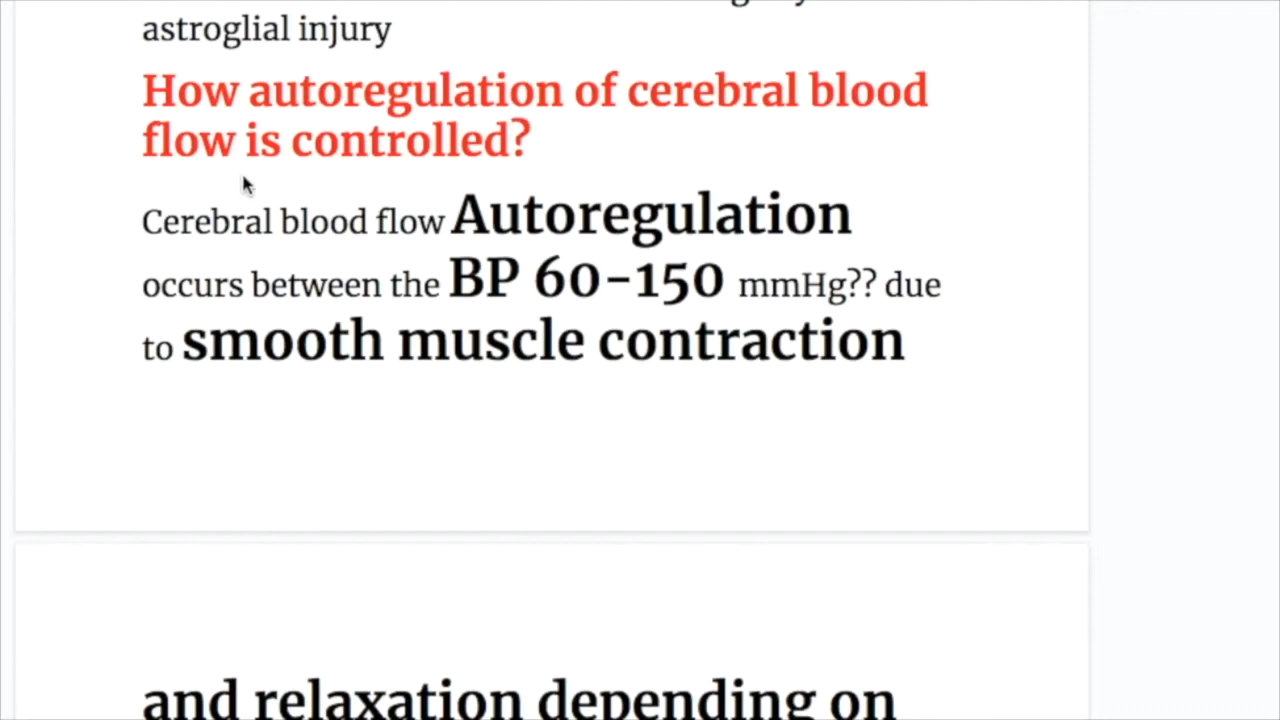 astroglial injury
How autoregulation of cerebral blood
flow is controlled?
Cerebral blood flow Autoregulation
occurs between the BP 60-150 mmHg?? due
to smooth muscle contraction
and relaxation depending on